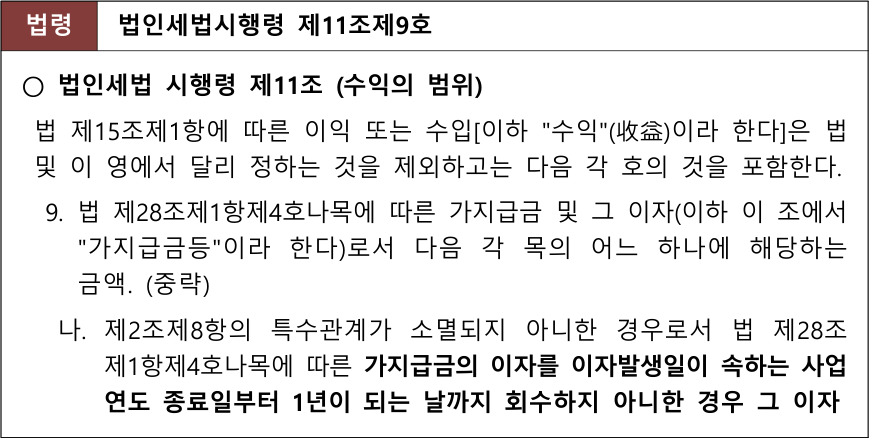 법령 법인세법시행령 제11조제9호
○ 법인세법 시행령 제11조 (수익의 범위)
법 제15조제1항에 따른 이익 또는 수입[이하 "수익"(收益)이라 한다]은 법
및 이 영에서 달리 정하는 것을 제외하고는 다음 각 호의 것을 포함한다.
9. 법 제28조제1항제4호나목에 따른 가지급금 및 그 이자(이하 이 조에서
"가지급금등"이라 한다)로서 다음 각 목의 어느 하나에 해당하는
금액. (중략)
나. 제2조제8항의 특수관계가 소멸되지 아니한 경우로서 법 제28조
제1항제4호나목에 따른 가지급금의 이자를 이자발생일이 속하는 사업
연도 종료일부터 1년이 되는 날까지 회수하지 아니한 경우 그 이자